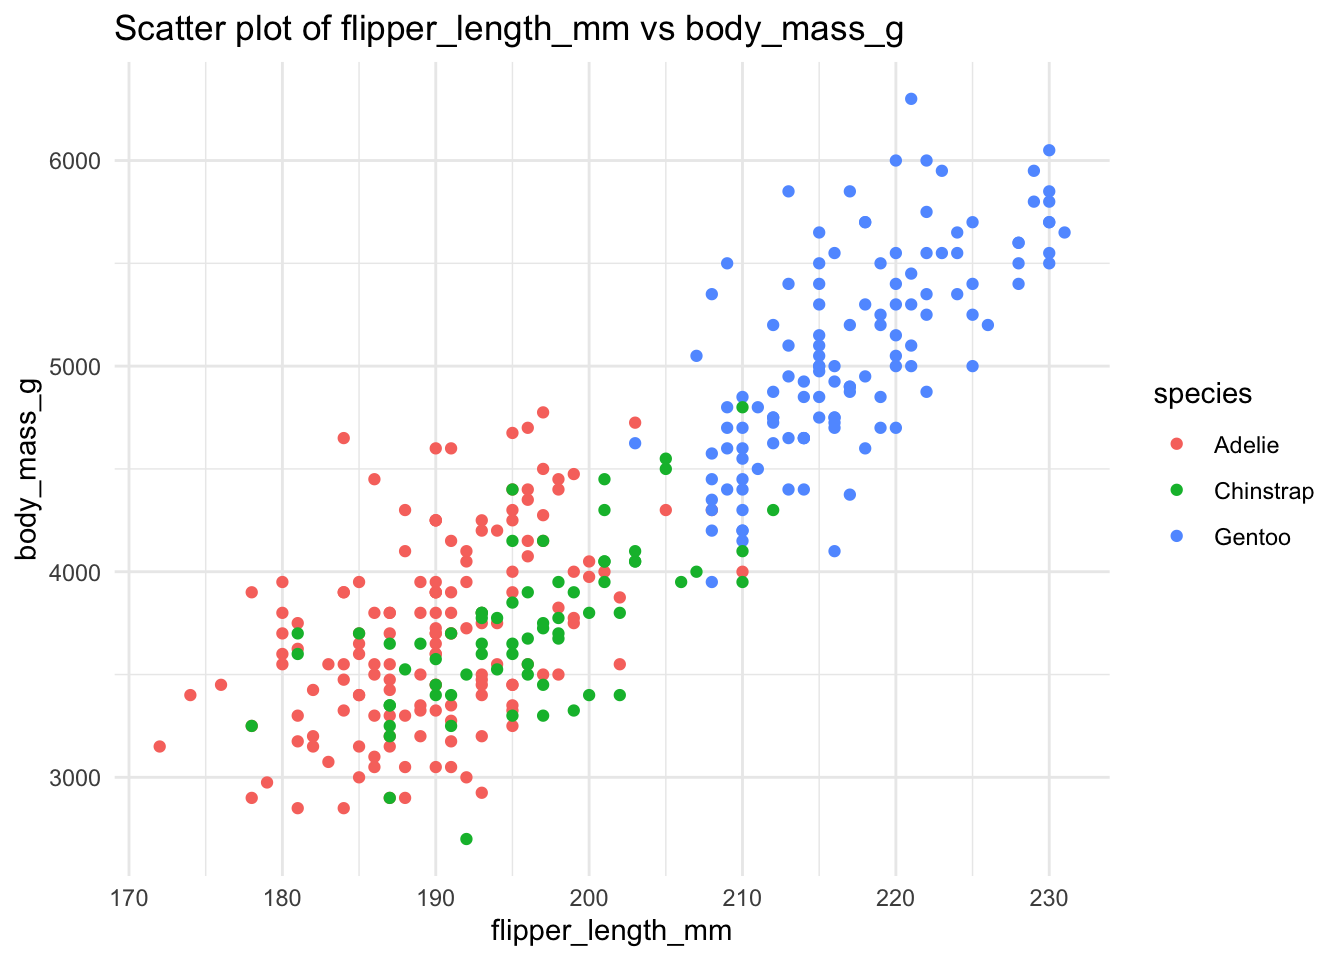 Scatter plot of flipper_length_mm vs body_mass_g
6000
5000
4000
3000
body_mass_g
170 180 190 200 210 220 230
flipper_length_mm
species
Adelie
Chinstrap
Gentoo